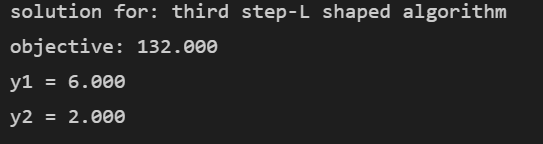 solution for: third step-L shaped algorithm
objective: 132.000
y1 = 6.000
y2 = 2.000